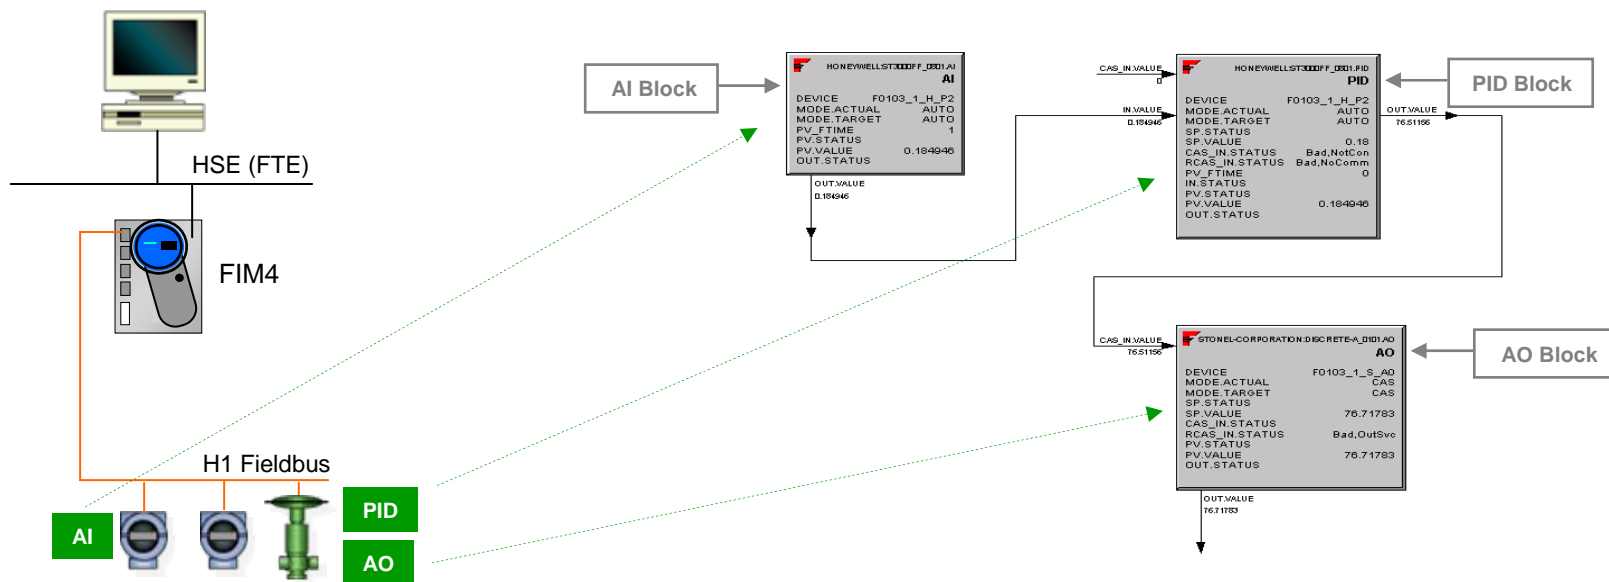 HSE (FTE)
FIM4
H1 Fieldbus
AI
PID
AO
AI Block
HONEYWELL:ST3000FF_0801.AI
AI
DEVICE F0103_1_H_P2
MODE.ACTUAL AUTO
MODE.TARGET AUTO
PV_FTIME 1
PV.STATUS
PV.VALUE 0.184946
OUT.STATUS
OUT.VALUE
0.184946
CAS_IN.VALUE
0
IN.VALUE
0.184946
HONEYWELL:ST3000FF_0801.PID
PID
DEVICE F0103_1_H_P2
MODE.ACTUAL AUTO
MODE.TARGET AUTO
SP.STATUS
SP.VALUE 0.18
CAS_IN.STATUS Bad,NotCon
RCAS_IN.STATUS Bad,NoComm
PV_FTIME 0
IN.STATUS
PV.STATUS
PV.VALUE 0.184946
OUT.STATUS
OUT.VALUE
76.51156
PID Block
CAS_IN.VALUE
76.51156
STONEL-CORPORATION:DISCRETE-A_0101.AO
AO
DEVICE F0103_1_S_A0
MODE.ACTUAL CAS
MODE.TARGET CAS
SP.STATUS
SP.VALUE 76.71783
CAS_IN.STATUS
RCAS_IN.STATUS Bad,OutSvc
PV.STATUS
PV.VALUE 76.71783
OUT.STATUS
OUT.VALUE
76.71783
AO Block